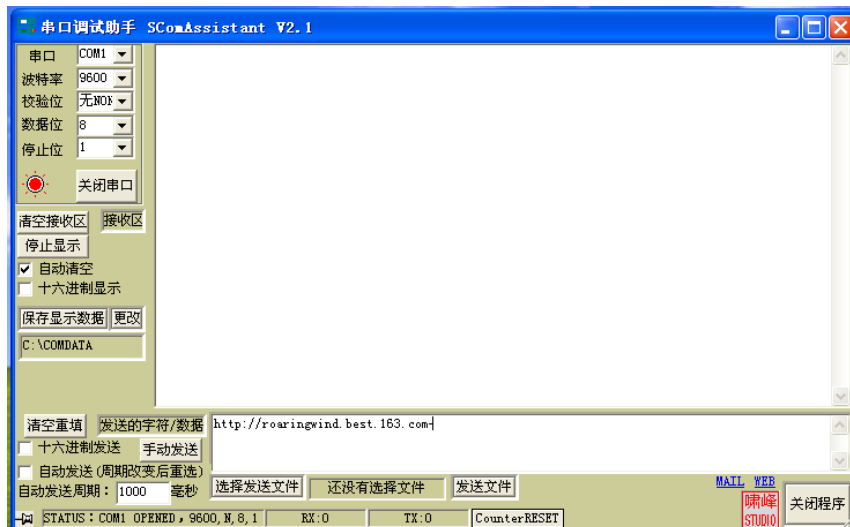 串口调试助手 SComAssistant V2.1
串口 COM1
波特率 9600
校验位 无NON
数据位 8
停止位 1
关闭串口
清空接收区 接收区
停止显示
自动清空
十六进制显示
保存显示数据 更改
C:\COMDATA
清空重填 发送的字符/数据 http://roaringwind.best.163.com
十六进制发送 手动发送
自动发送(周期改变后重选)
自动发送周期: 1000 毫秒 选择发送文件 还没有选择文件 发送文件 MAIL WEB
啸峰
STUDIO
关闭程序
STATUS:COM1 OPENED,9600,N,8,1 RX:0 TX:0 CounterRESET